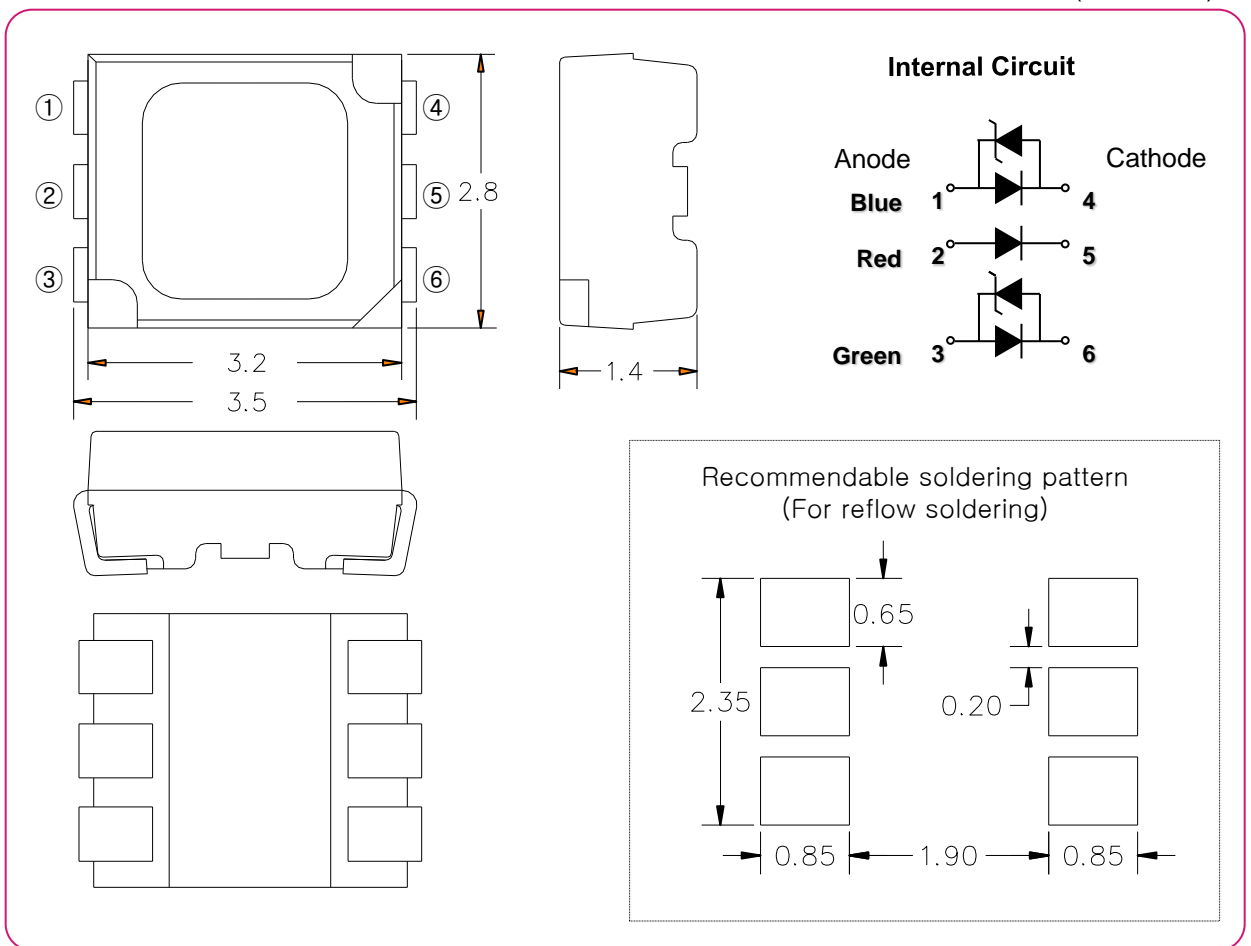 ①
②
③
④
⑤
⑥
2.8
3.2
3.5
1.4
Internal Circuit
Anode
Cathode
Blue 1 4
Red 2 5
Green 3 6
Recommendable soldering pattern
(For reflow soldering)
0.65
2.35
0.20
0.85
1.90
0.85